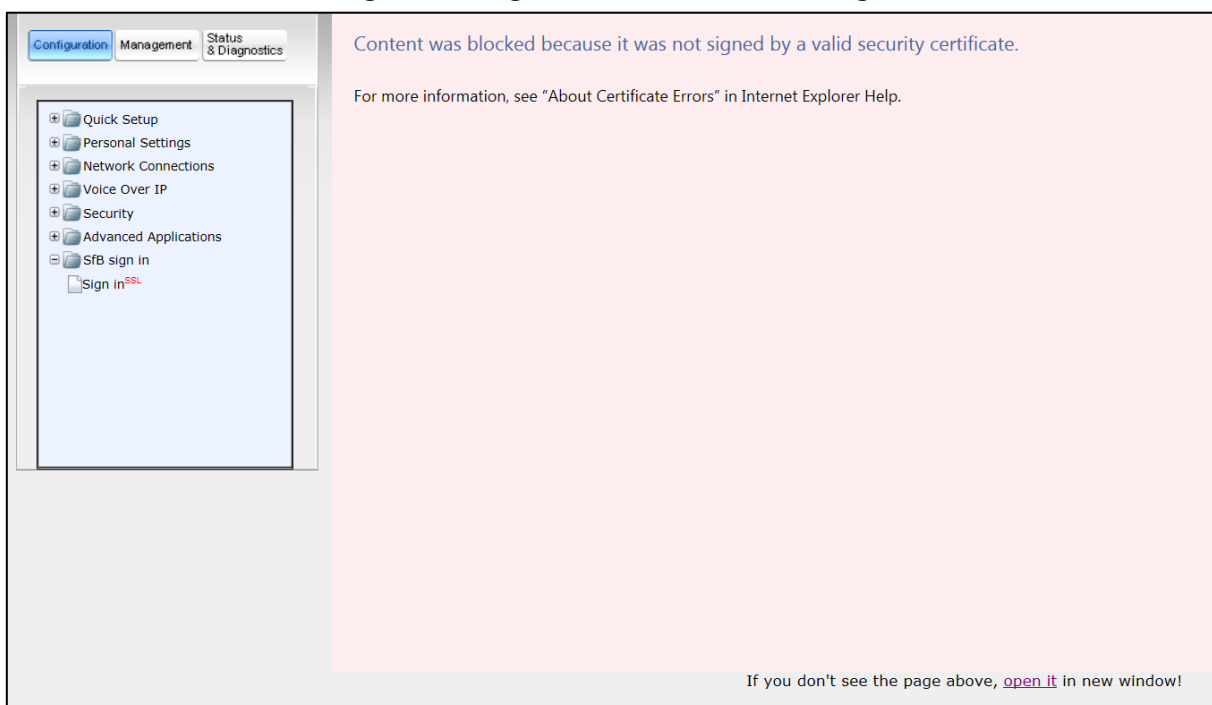 Configuration
Management
Status
& Diagnostics
Quick Setup
Personal Settings
Network Connections
Voice Over IP
Security
Advanced Applications
SfB sign in
Sign inSSL
Content was blocked because it was not signed by a valid security certificate.
For more information, see “About Certificate Errors” in Internet Explorer Help.
If you don't see the page above, open it in new window!